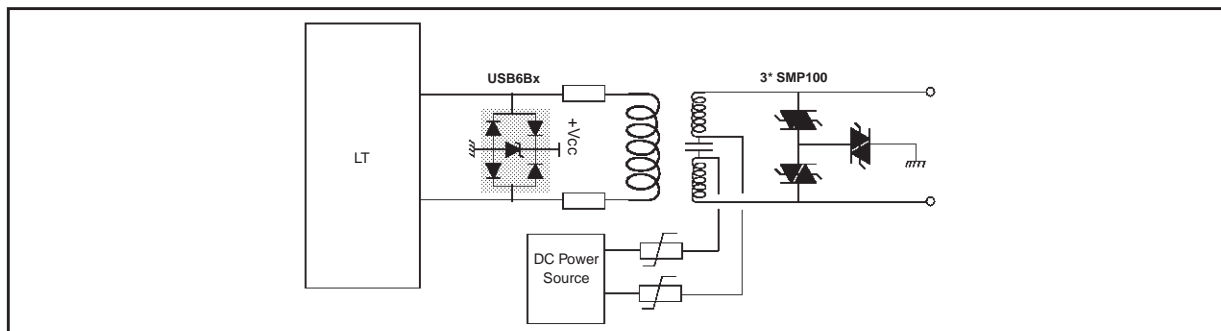 USB6Bx
3* SMP100
+Vcc
LT
DC Power
Source